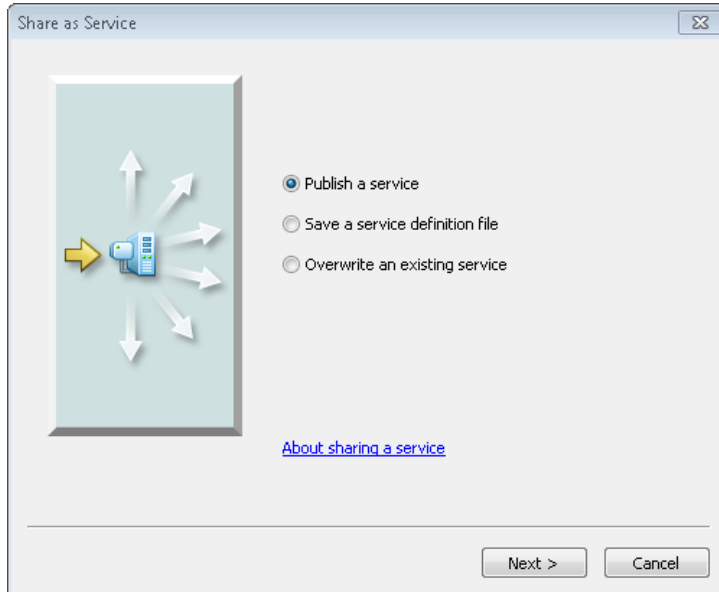 Share as Service
Publish a service
Save a service definition file
Overwrite an existing service
About sharing a service
Next >
Cancel